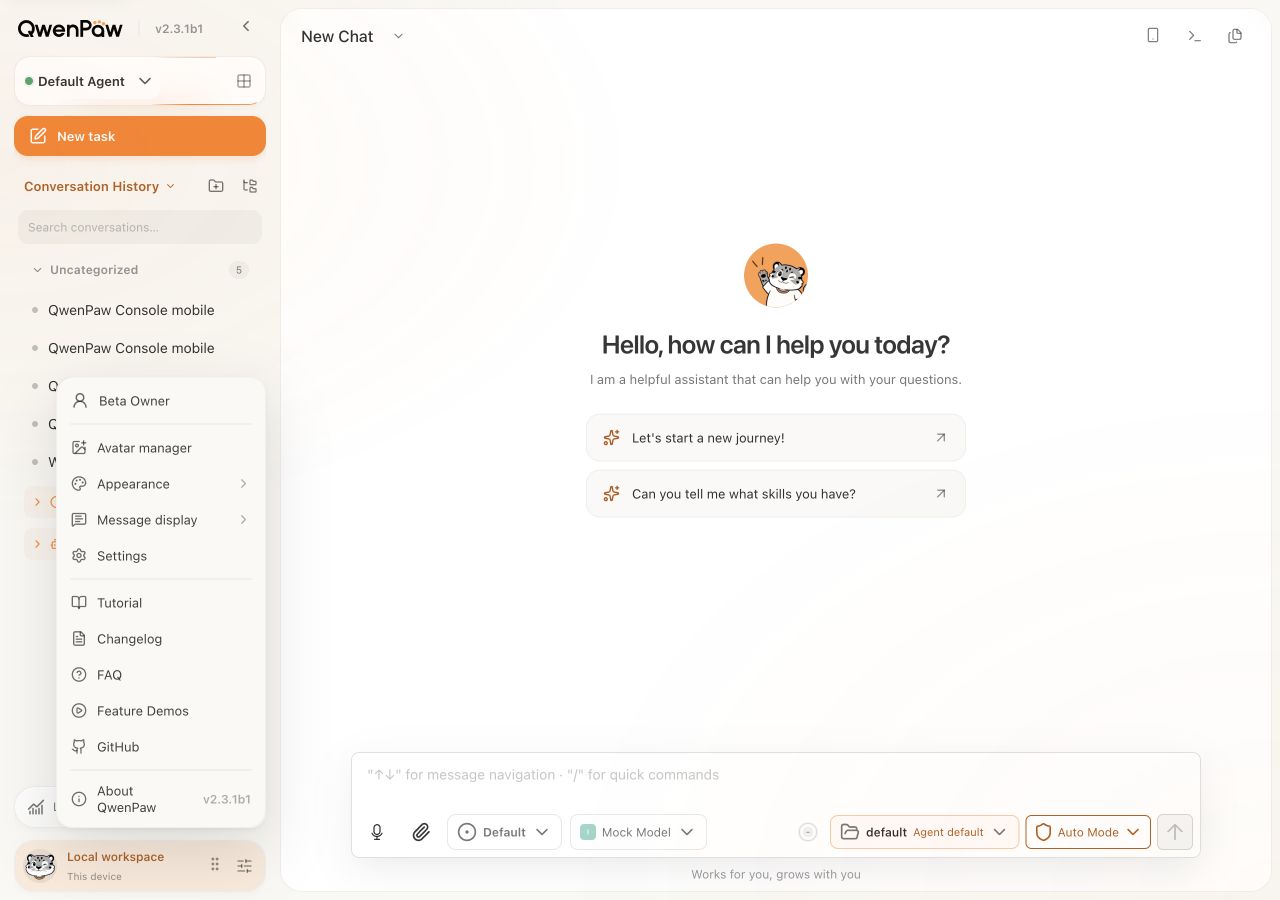 QwenPaw
v2.3.1b1
Default Agent
New task
Conversation History
Search conversations...
Uncategorized
5
QwenPaw Console mobile
QwenPaw Console mobile
Beta Owner
Avatar manager
Appearance
Message display
Settings
Tutorial
Changelog
FAQ
Feature Demos
GitHub
About QwenPaw
v2.3.1b1
Local workspace
This device
New Chat
Hello, how can I help you today?
I am a helpful assistant that can help you with your questions.
Let's start a new journey!
Can you tell me what skills you have?
"↑↓" for message navigation · "/" for quick commands
Default
Mock Model
default
Agent default
Auto Mode
Works for you, grows with you